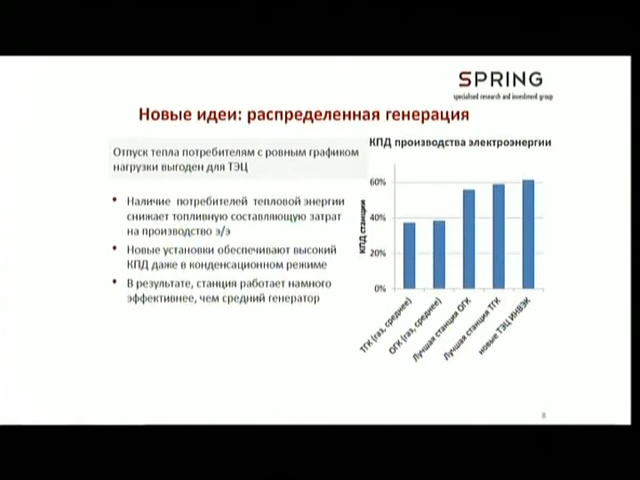 SPRING
specialised research and investment group
Новые идеи: распределенная генерация
Отпуск тепла потребителям с ровным графиком
нагрузки выгоден для ТЭЦ
• Наличие потребителей тепловой энергии
снижает топливную составляющую затрат
на производство э/э
• Новые установки обеспечивают высокий
КПД даже в конденсационном режиме
• В результате, станция работает намного
эффективнее, чем средний генератор
КПД производства электроэнергии
КПД станции
60%
40%
20%
0%
ТГК (газ, среднее)
ОГК (газ, среднее)
Лучшая станция ОГК
Лучшая станция ТГК
новые ТЭЦ ИНВЭК
8